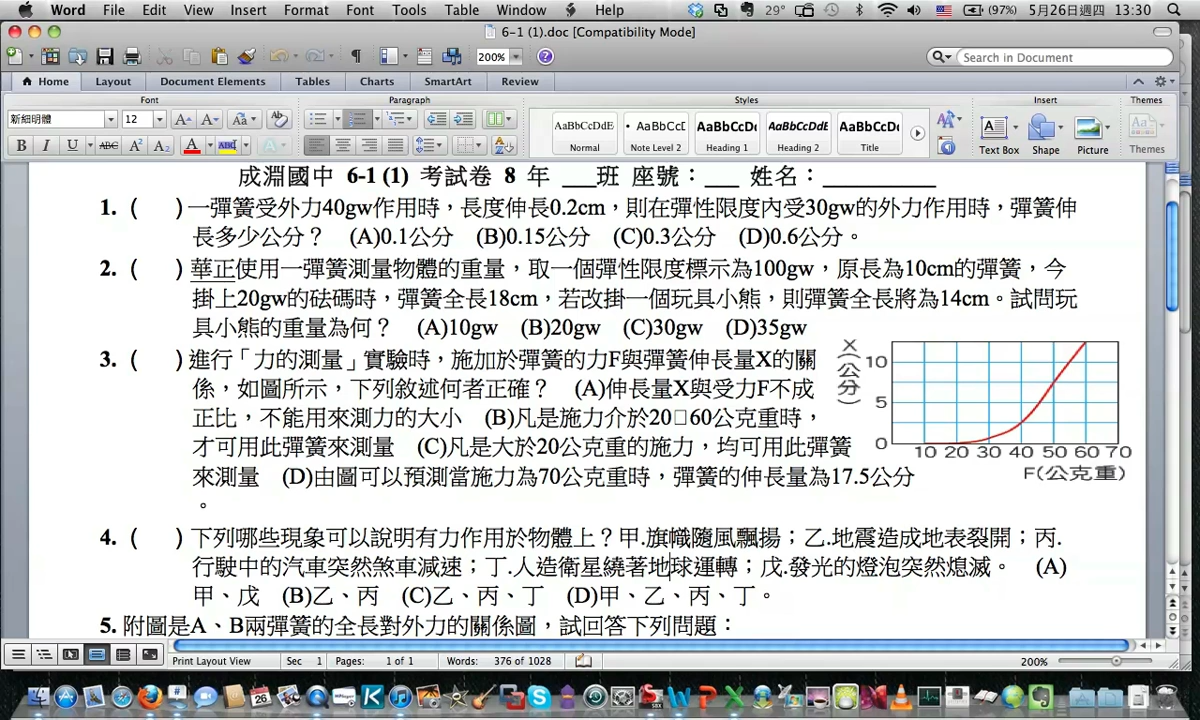 Word File Edit View Insert Format Font Tools Table Window Help 29° (97%) 5月26日週四 13:30
6-1 (1).doc [Compatibility Mode]
200% Search in Document
Home Layout Document Elements Tables Charts SmartArt Review
Font Paragraph Styles Insert Themes
新細明體 12 A A Aa
AaBbCcDdE AaBbCcD AaBbCcDc AaBbCcDdE AaBbCcDc
B I U ABC A² A₂ A ABC A
Normal Note Level 2 Heading 1 Heading 2 Title Text Box Shape Picture Themes
成淵國中 6-1 (1) 考試卷 8 年 ___班 座號：___ 姓名：__________
1. ( )一彈簧受外力40gw作用時，長度伸長0.2cm，則在彈性限度內受30gw的外力作用時，彈簧伸
長多少公分？ (A)0.1公分 (B)0.15公分 (C)0.3公分 (D)0.6公分。
2. ( )華正使用一彈簧測量物體的重量，取一個彈性限度標示為100gw，原長為10cm的彈簧，今
掛上20gw的砝碼時，彈簧全長18cm，若改掛一個玩具小熊，則彈簧全長將為14cm。試問玩
具小熊的重量為何？ (A)10gw (B)20gw (C)30gw (D)35gw
3. ( )進行「力的測量」實驗時，施加於彈簧的力F與彈簧伸長量X的關
係，如圖所示，下列敘述何者正確？ (A)伸長量X與受力F不成
正比，不能用來測力的大小 (B)凡是施力介於20□60公克重時，
才可用此彈簧來測量 (C)凡是大於20公克重的施力，均可用此彈簧
來測量 (D)由圖可以預測當施力為70公克重時，彈簧的伸長量為17.5公分
。
X（公分）
10
5
0
10 20 30 40 50 60 70
F(公克重)
4. ( )下列哪些現象可以說明有力作用於物體上？甲.旗幟隨風飄揚；乙.地震造成地表裂開；丙.
行駛中的汽車突然煞車減速；丁.人造衛星繞著地球運轉；戊.發光的燈泡突然熄滅。 (A)
甲、戊 (B)乙、丙 (C)乙、丙、丁 (D)甲、乙、丙、丁。
5. 附圖是A、B兩彈簧的全長對外力的關係圖，試回答下列問題：
Print Layout View Sec 1 Pages: 1 of 1 Words: 376 of 1028 200%